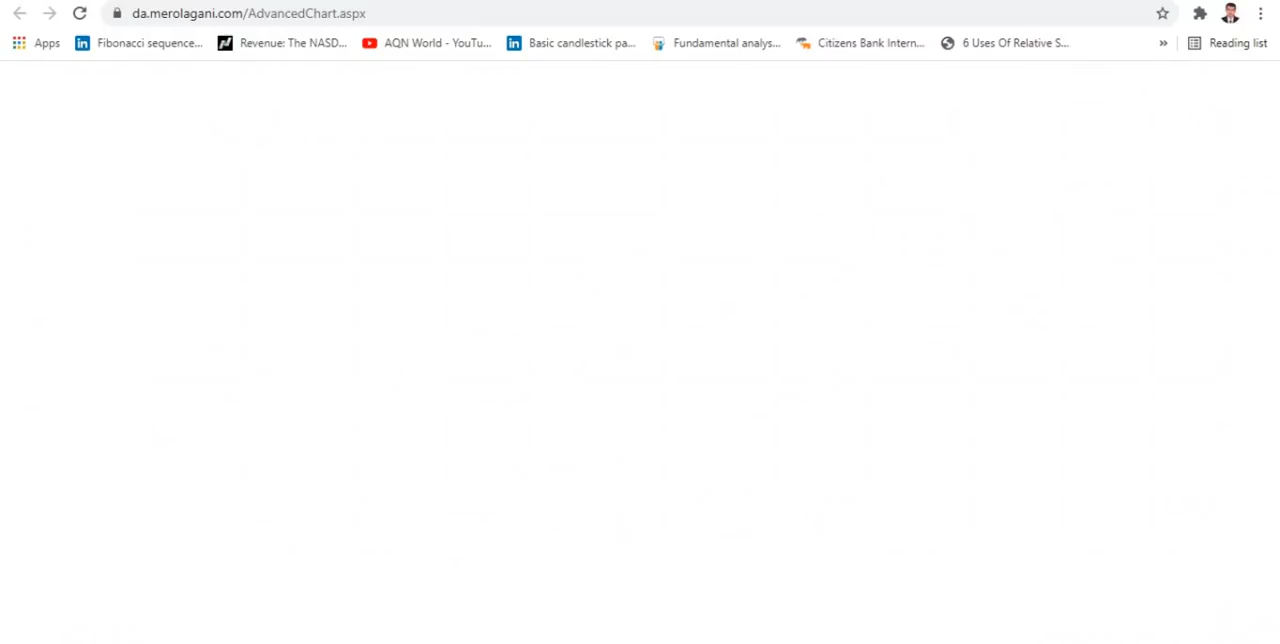 da.merolagani.com/AdvancedChart.aspx
Apps Fibonacci sequence... Revenue: The NASD... AQN World - YouTu... Basic candlestick pa... Fundamental analys... Citizens Bank Intern... 6 Uses Of Relative S... » Reading list